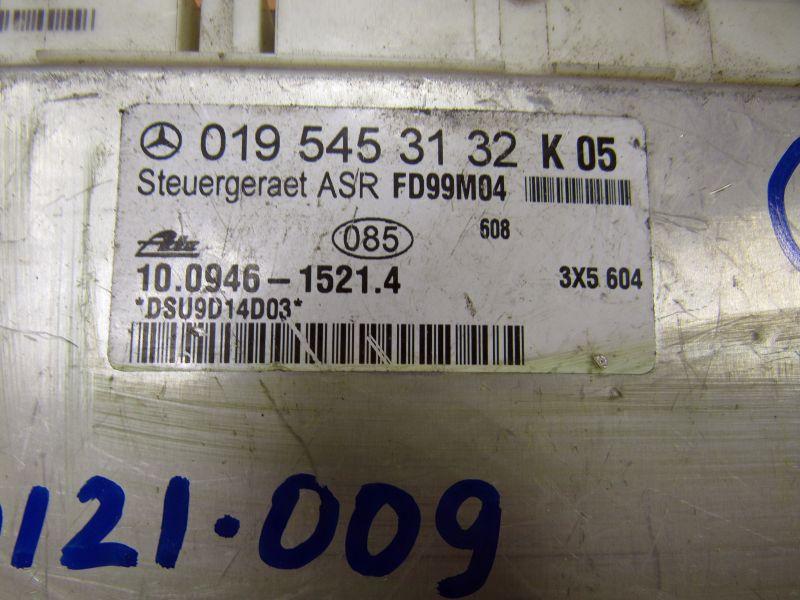 019 545 31 32 K 05
Steuergeraet ASR FD99M04
Ate 085 608
10.0946-1521.4 3X5 604
*DSU9D14D03*
121.009